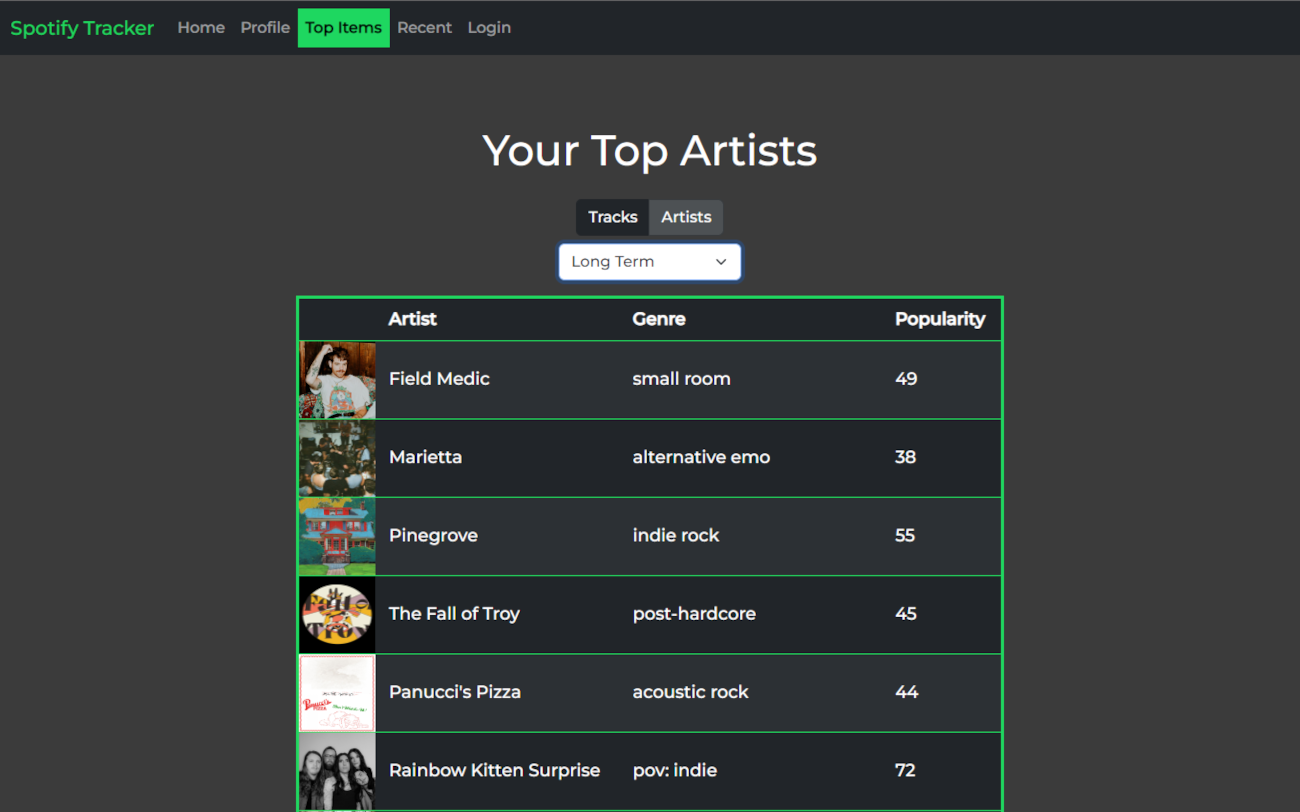 Spotify Tracker Home Profile Top Items Recent Login
Your Top Artists
Tracks Artists
Long Term
Artist Genre Popularity
Field Medic small room 49
Marietta alternative emo 38
Pinegrove indie rock 55
The Fall of Troy post-hardcore 45
Panucci's Pizza acoustic rock 44
Rainbow Kitten Surprise pov: indie 72